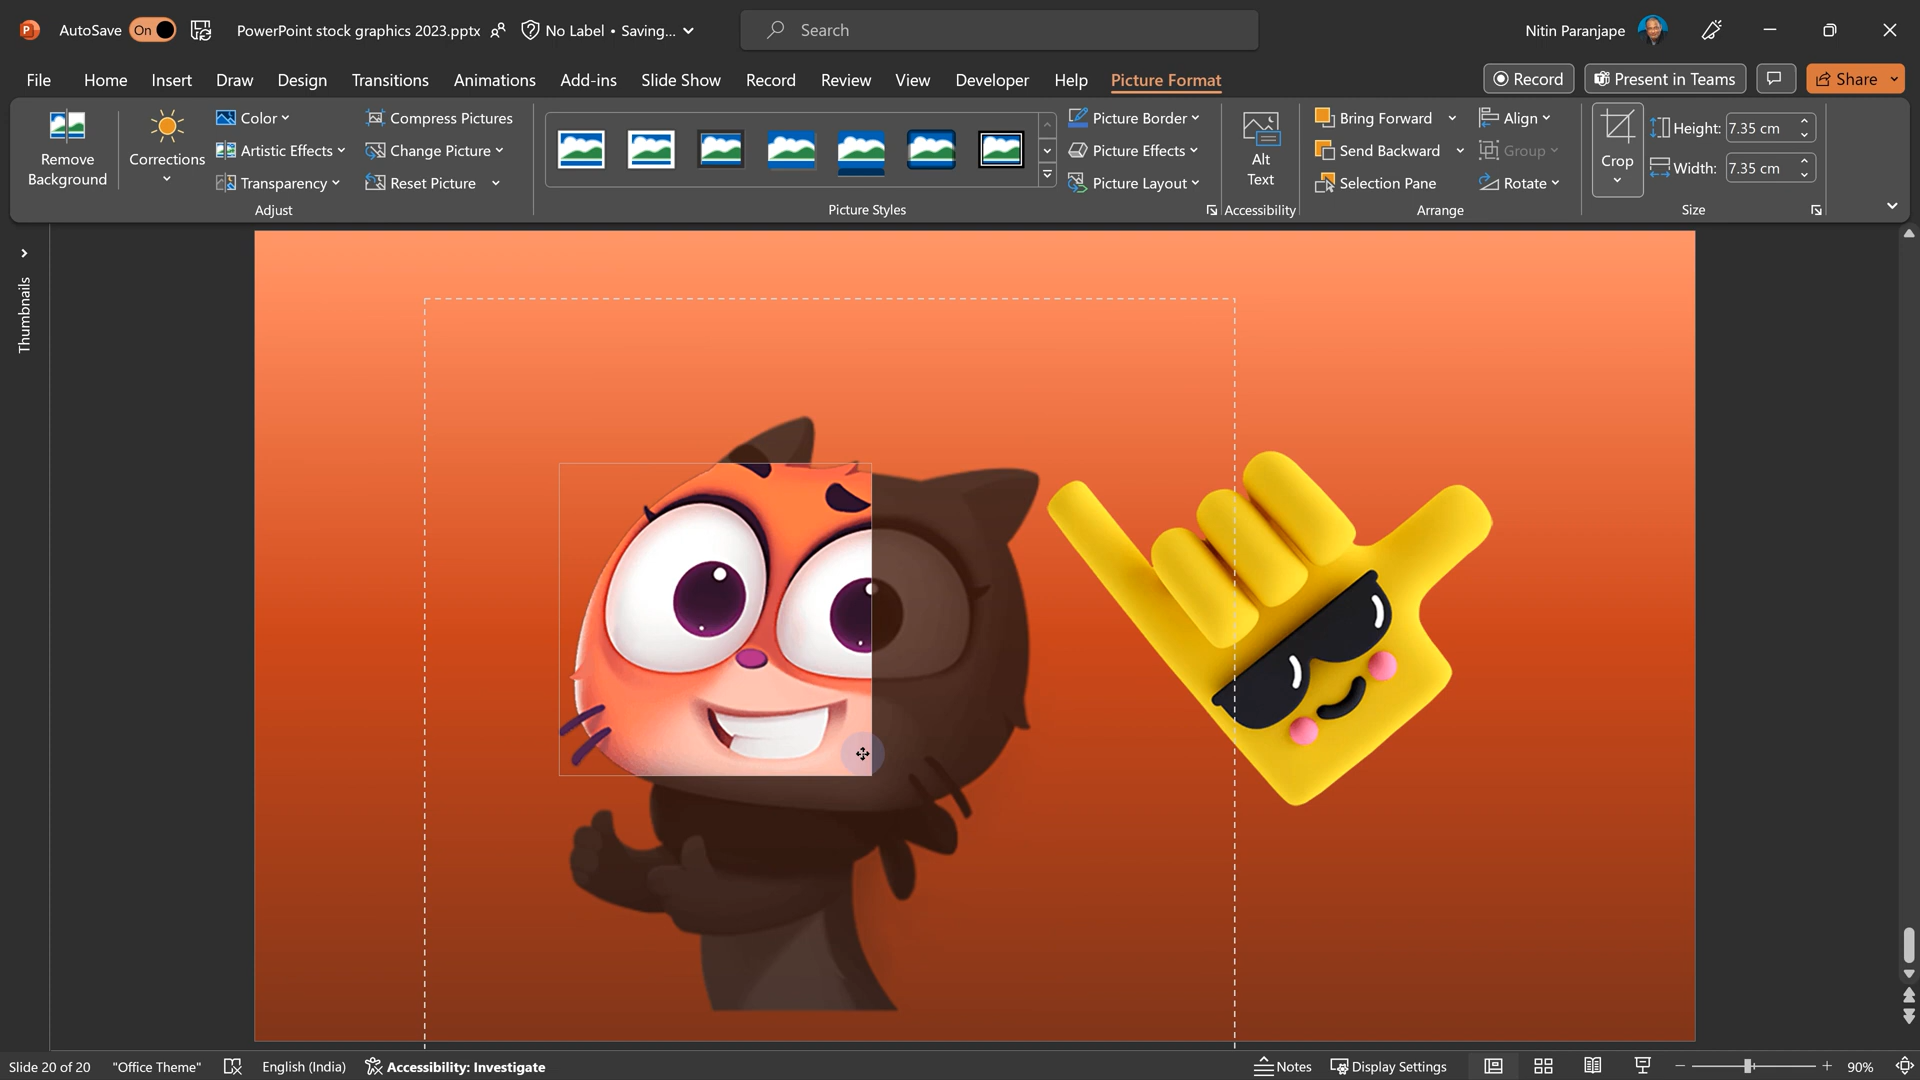 AutoSave On PowerPoint stock graphics 2023.pptx No Label • Saving... Search Nitin Paranjape
File Home Insert Draw Design Transitions Animations Add-ins Slide Show Record Review View Developer Help Picture Format Record Present in Teams Share
Remove Background
Corrections
Color
Artistic Effects
Transparency
Compress Pictures
Change Picture
Reset Picture
Adjust
Picture Styles
Picture Border
Picture Effects
Picture Layout
Alt Text
Accessibility
Bring Forward
Send Backward
Selection Pane
Align
Group
Rotate
Arrange
Crop
Height: 7.35 cm
Width: 7.35 cm
Size
Thumbnails
Slide 20 of 20 "Office Theme" English (India) Accessibility: Investigate Notes Display Settings 90%